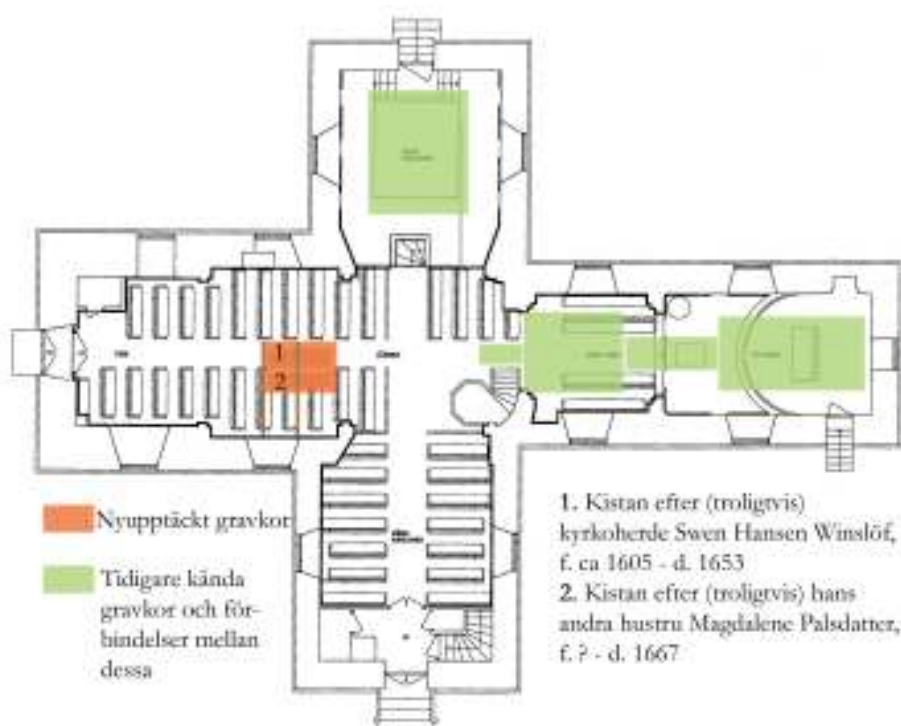 1
2
Nyupptäckt gravkor
Tidigare kända
gravkor och för-
bindelser mellan
dessa
1. Kistan efter (troligtvis)
kyrkoherde Swen Hansen Winslöf,
f. ca 1605 - d. 1653
2. Kistan efter (troligtvis) hans
andra hustru Magdalene Palsdatter,
f. ? - d. 1667